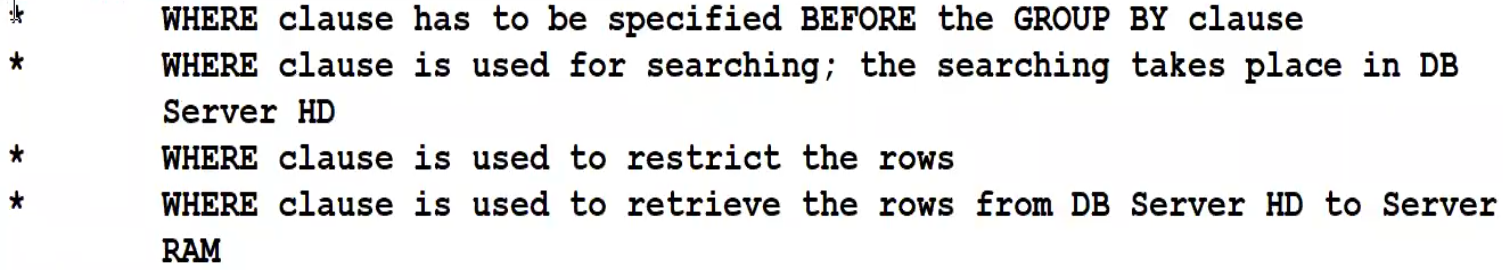 * WHERE clause has to be specified BEFORE the GROUP BY clause
* WHERE clause is used for searching; the searching takes place in DB
Server HD
* WHERE clause is used to restrict the rows
* WHERE clause is used to retrieve the rows from DB Server HD to Server
RAM